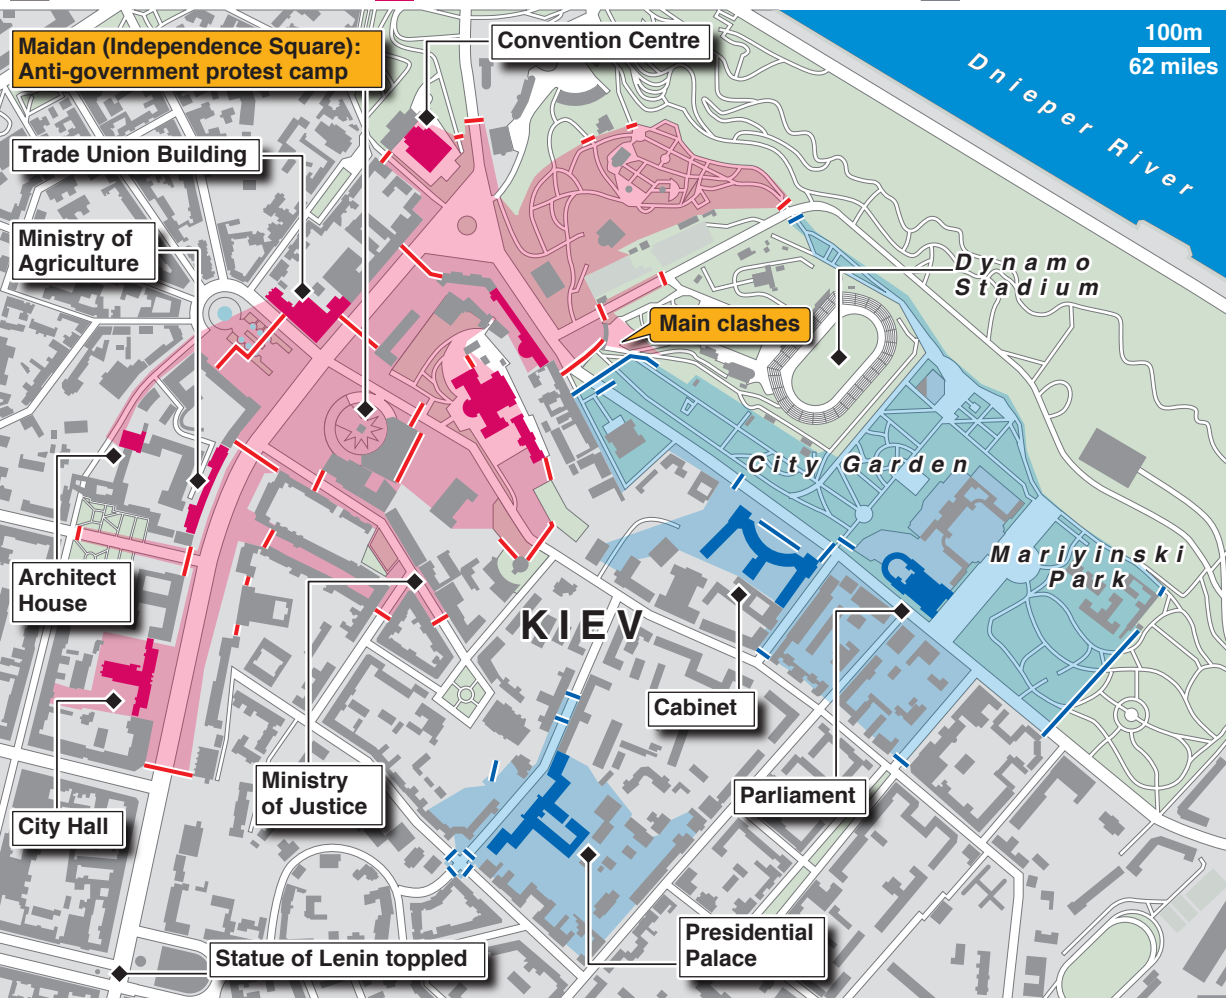 Maidan (Independence Square):
Anti-government protest camp
Convention Centre
100m
62 miles
Dnieper River
Trade Union Building
Ministry of
Agriculture
Dynamo
Stadium
Main clashes
City Garden
Mariyinski
Park
Architect
House
KIEV
Cabinet
Ministry
of Justice
Parliament
City Hall
Presidential
Palace
Statue of Lenin toppled